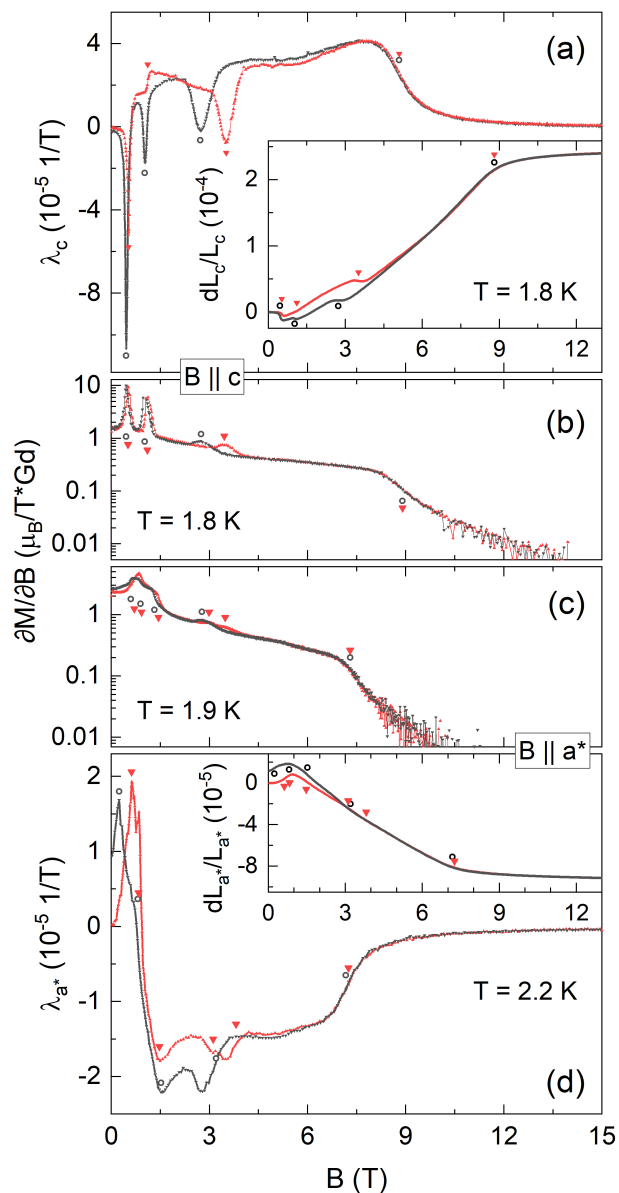 (a)
4
0
-4
-8
λc (10-5 1/T)
2
1
0
dLc/Lc (10-4)
T = 1.8 K
0 3 6 9 12
B || c
10
1
0.1
0.01
(b)
T = 1.8 K
∂M/∂B (μB/T*Gd)
1
0.1
0.01
(c)
T = 1.9 K
B || a*
2
1
0
-1
-2
λa* (10-5 1/T)
0
-4
-8
dLa*/La* (10-5)
0 3 6 9 12
T = 2.2 K
(d)
0 3 6 9 12 15
B (T)